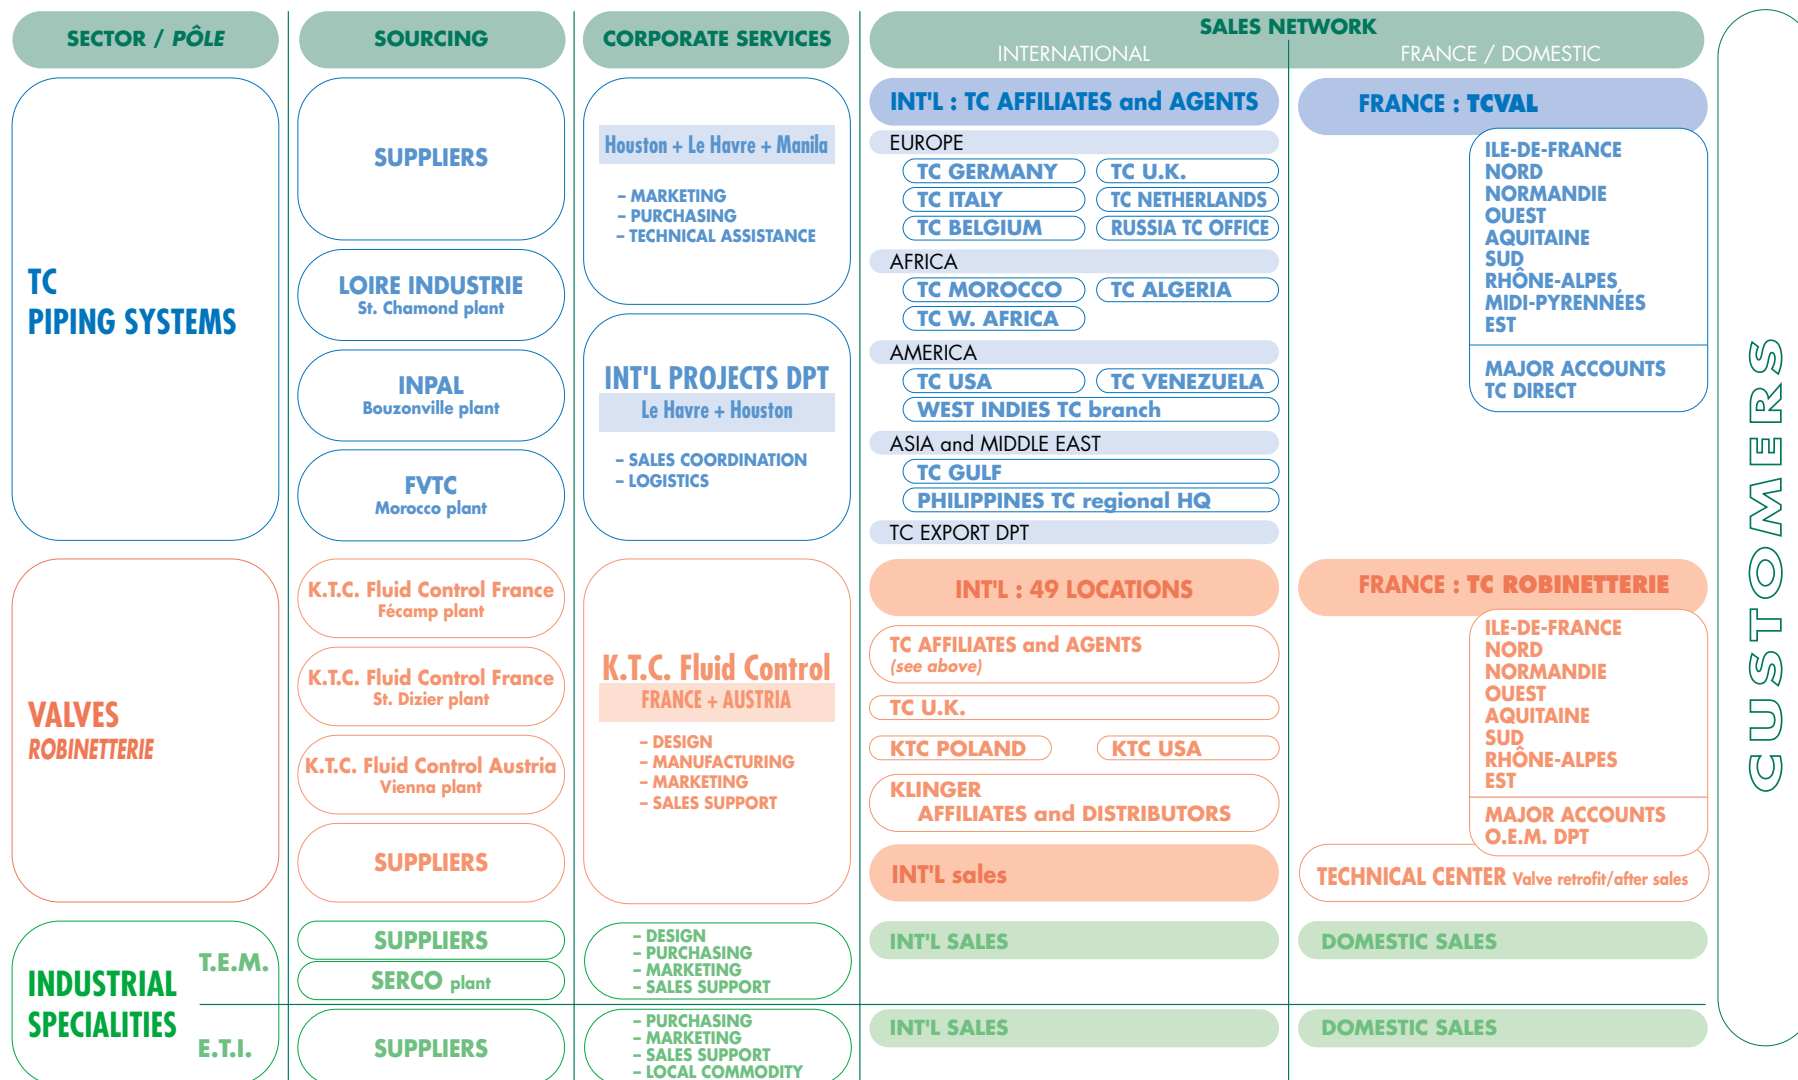 SECTOR / PÔLE
SOURCING
CORPORATE SERVICES
SALES NETWORK
INTERNATIONAL
FRANCE / DOMESTIC
TC
PIPING SYSTEMS
SUPPLIERS
LOIRE INDUSTRIE
St. Chamond plant
INPAL
Bouzonville plant
FVTC
Morocco plant
Houston + Le Havre + Manila
– MARKETING
– PURCHASING
– TECHNICAL ASSISTANCE
INT'L PROJECTS DPT
Le Havre + Houston
– SALES COORDINATION
– LOGISTICS
INT'L : TC AFFILIATES and AGENTS
EUROPE
TC GERMANY
TC U.K.
TC ITALY
TC NETHERLANDS
TC BELGIUM
RUSSIA TC OFFICE
AFRICA
TC MOROCCO
TC ALGERIA
TC W. AFRICA
AMERICA
TC USA
TC VENEZUELA
WEST INDIES TC branch
ASIA and MIDDLE EAST
TC GULF
PHILIPPINES TC regional HQ
TC EXPORT DPT
FRANCE : TCVAL
ILE-DE-FRANCE
NORD
NORMANDIE
OUEST
AQUITAINE
SUD
RHÔNE-ALPES
MIDI-PYRENNÉES
EST
MAJOR ACCOUNTS
TC DIRECT
VALVES
ROBINETTERIE
K.T.C. Fluid Control France
Fécamp plant
K.T.C. Fluid Control France
St. Dizier plant
K.T.C. Fluid Control Austria
Vienna plant
SUPPLIERS
K.T.C. Fluid Control
FRANCE + AUSTRIA
– DESIGN
– MANUFACTURING
– MARKETING
– SALES SUPPORT
INT'L : 49 LOCATIONS
TC AFFILIATES and AGENTS
(see above)
TC U.K.
KTC POLAND
KTC USA
KLINGER
AFFILIATES and DISTRIBUTORS
INT'L sales
FRANCE : TC ROBINETTERIE
ILE-DE-FRANCE
NORD
NORMANDIE
OUEST
AQUITAINE
SUD
RHÔNE-ALPES
EST
MAJOR ACCOUNTS
O.E.M. DPT
TECHNICAL CENTER Valve retrofit/after sales
INDUSTRIAL
SPECIALITIES
T.E.M.
SUPPLIERS
SERCO plant
– DESIGN
– PURCHASING
– MARKETING
– SALES SUPPORT
INT'L SALES
DOMESTIC SALES
E.T.I.
SUPPLIERS
– PURCHASING
– MARKETING
– SALES SUPPORT
– LOCAL COMMODITY
INT'L SALES
DOMESTIC SALES
CUSTOMERS